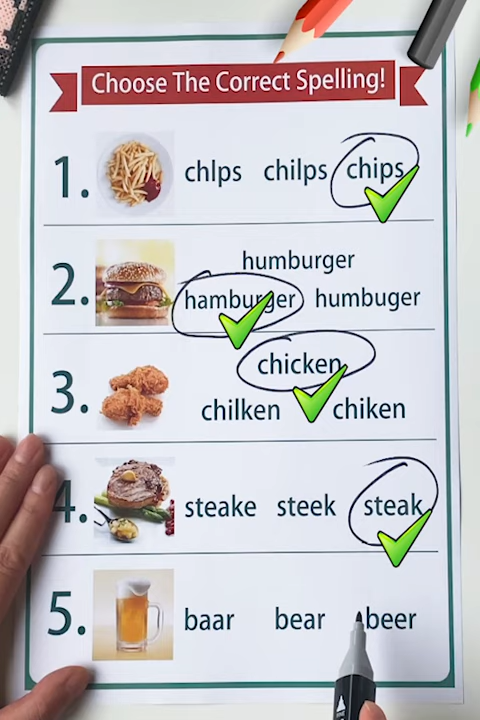 Choose The Correct Spelling!
1. chlps chilps chips
humburger
2. hamburger humbuger
chicken
3. chilken chiken
4. steake steek steak
5. baar bear beer